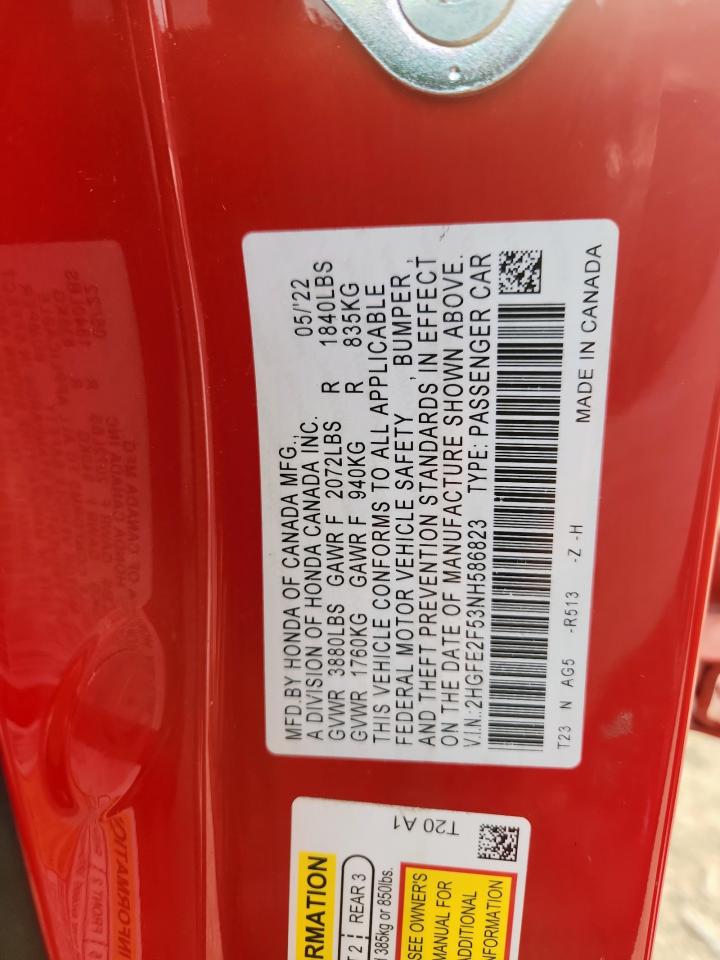 MFD.BY HONDA OF CANADA MFG., 05/'22
A DIVISION OF HONDA CANADA INC.
GVWR 3880LBS GAWR F 2072LBS R 1840LBS
GVWR 1760KG GAWR F 940KG R 835KG
THIS VEHICLE CONFORMS TO ALL APPLICABLE
FEDERAL MOTOR VEHICLE SAFETY , BUMPER ,
AND THEFT PREVENTION STANDARDS IN EFFECT
ON THE DATE OF MANUFACTURE SHOWN ABOVE.
V.I.N.:2HGFE2F53NH586823 TYPE: PASSENGER CAR
MADE IN CANADA
T23 N AG5 -R513 -Z -H
T20 A1
RMATION
T 2 REAR 3
385kg or 850lbs.
SEE OWNER'S
MANUAL FOR
ADDITIONAL
NFORMATION